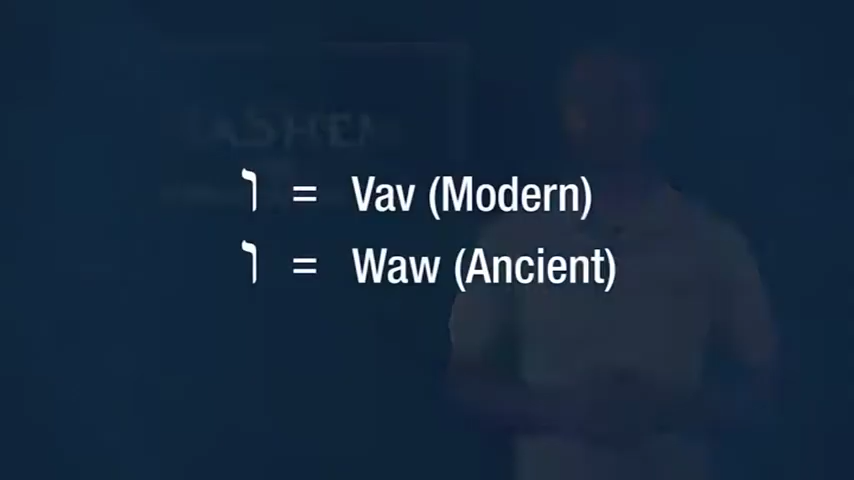 ו = Vav (Modern)
ו = Waw (Ancient)